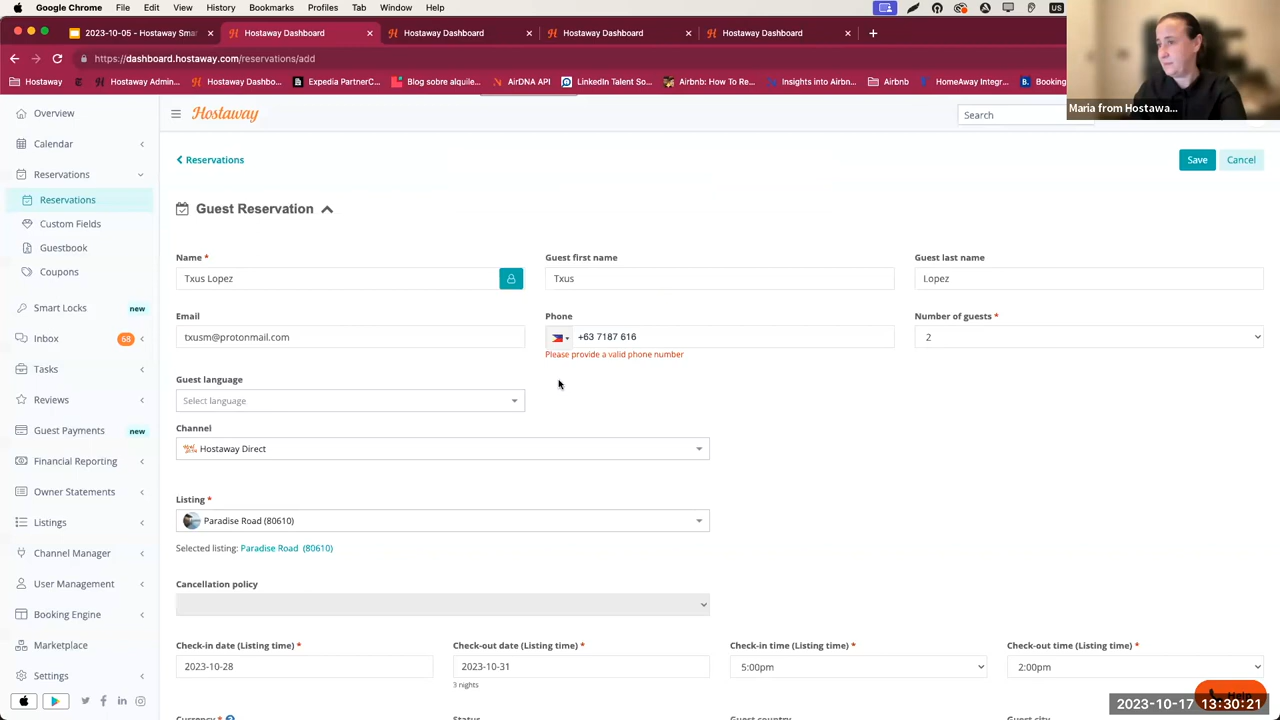 Google Chrome File Edit View History Bookmarks Profiles Tab Window Help
US
2023-10-05 - Hostaway Smar
Hostaway Dashboard
Hostaway Dashboard
Hostaway Dashboard
Hostaway Dashboard
https://dashboard.hostaway.com/reservations/add
Hostaway
Hostaway Admin...
Hostaway Dashbo...
Expedia PartnerC...
Blog sobre alquile...
AirDNA API
LinkedIn Talent So...
Airbnb: How To Re...
Insights into Airbn...
Airbnb
HomeAway Integr...
Booking
Maria from Hostawa...
Overview
Calendar
Reservations
Reservations
Custom Fields
Guestbook
Coupons
Smart Locks new
Inbox 68
Tasks
Reviews
Guest Payments new
Financial Reporting
Owner Statements
Listings
Channel Manager
User Management
Booking Engine
Marketplace
Settings
Hostaway
Search
Reservations
Save
Cancel
Guest Reservation
Name *
Txus Lopez
Guest first name
Txus
Guest last name
Lopez
Email
txusm@protonmail.com
Phone
+63 7187 616
Please provide a valid phone number
Number of guests *
2
Guest language
Select language
Channel
Hostaway Direct
Listing *
Paradise Road (80610)
Selected listing: Paradise Road (80610)
Cancellation policy
Check-in date (Listing time) *
2023-10-28
Check-out date (Listing time) *
2023-10-31
3 nights
Check-in time (Listing time) *
5:00pm
Check-out time (Listing time) *
2:00pm
Currency
Status
Guest country
Guest city
Help
2023-10-17 13:30:21